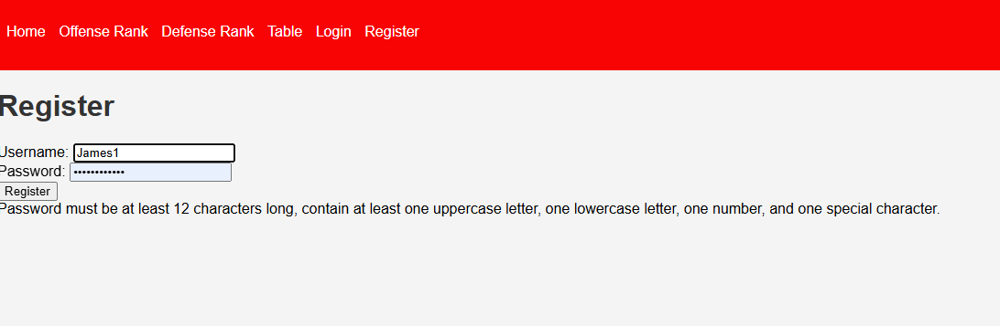 Home Offense Rank Defense Rank Table Login Register
Register
Username: James1
Password: ••••••••••••
Register
Password must be at least 12 characters long, contain at least one uppercase letter, one lowercase letter, one number, and one special character.